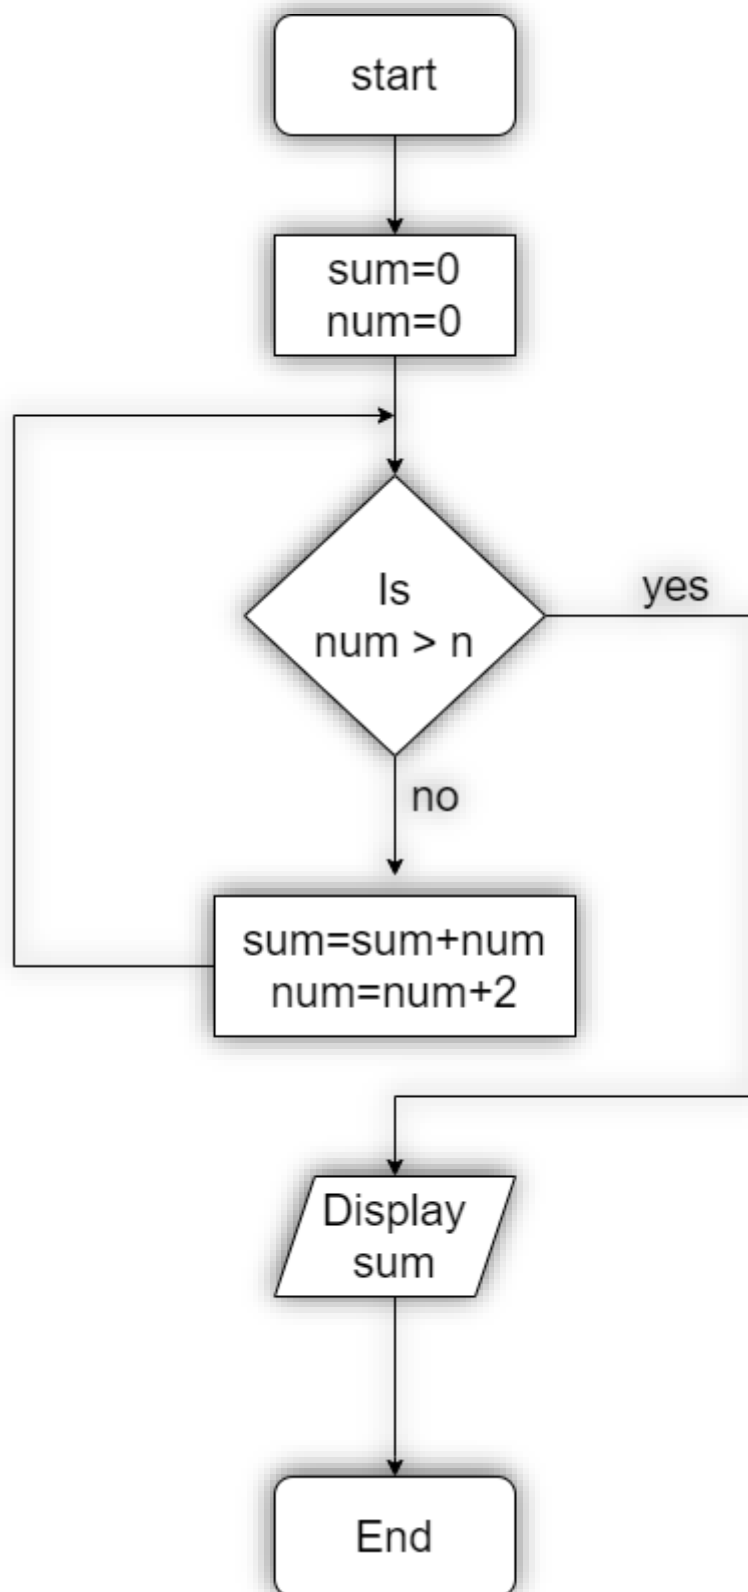 start
sum=0
num=0
Is
num > n
yes
no
sum=sum+num
num=num+2
Display
sum
End